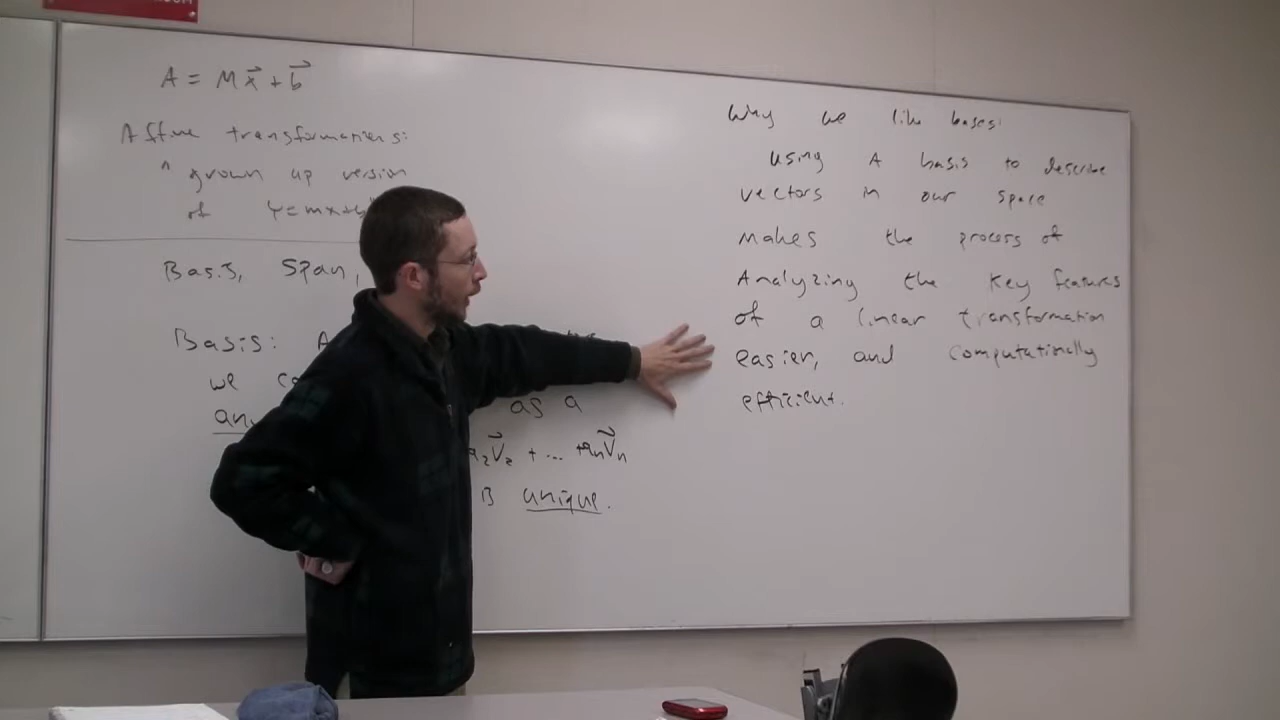 A = Mx⃗ + b⃗
Affine transformations:
^ grown up version
of Y=mx+b
Basis, Span,
Basis: A
we
as a
a₂v⃗₂ + ... + aₙv⃗ₙ
is unique.
Why we like bases:
using A basis to describe
vectors in our space
makes the process of
Analyzing the key features
of a linear transformation
easier, and computationally
efficient.